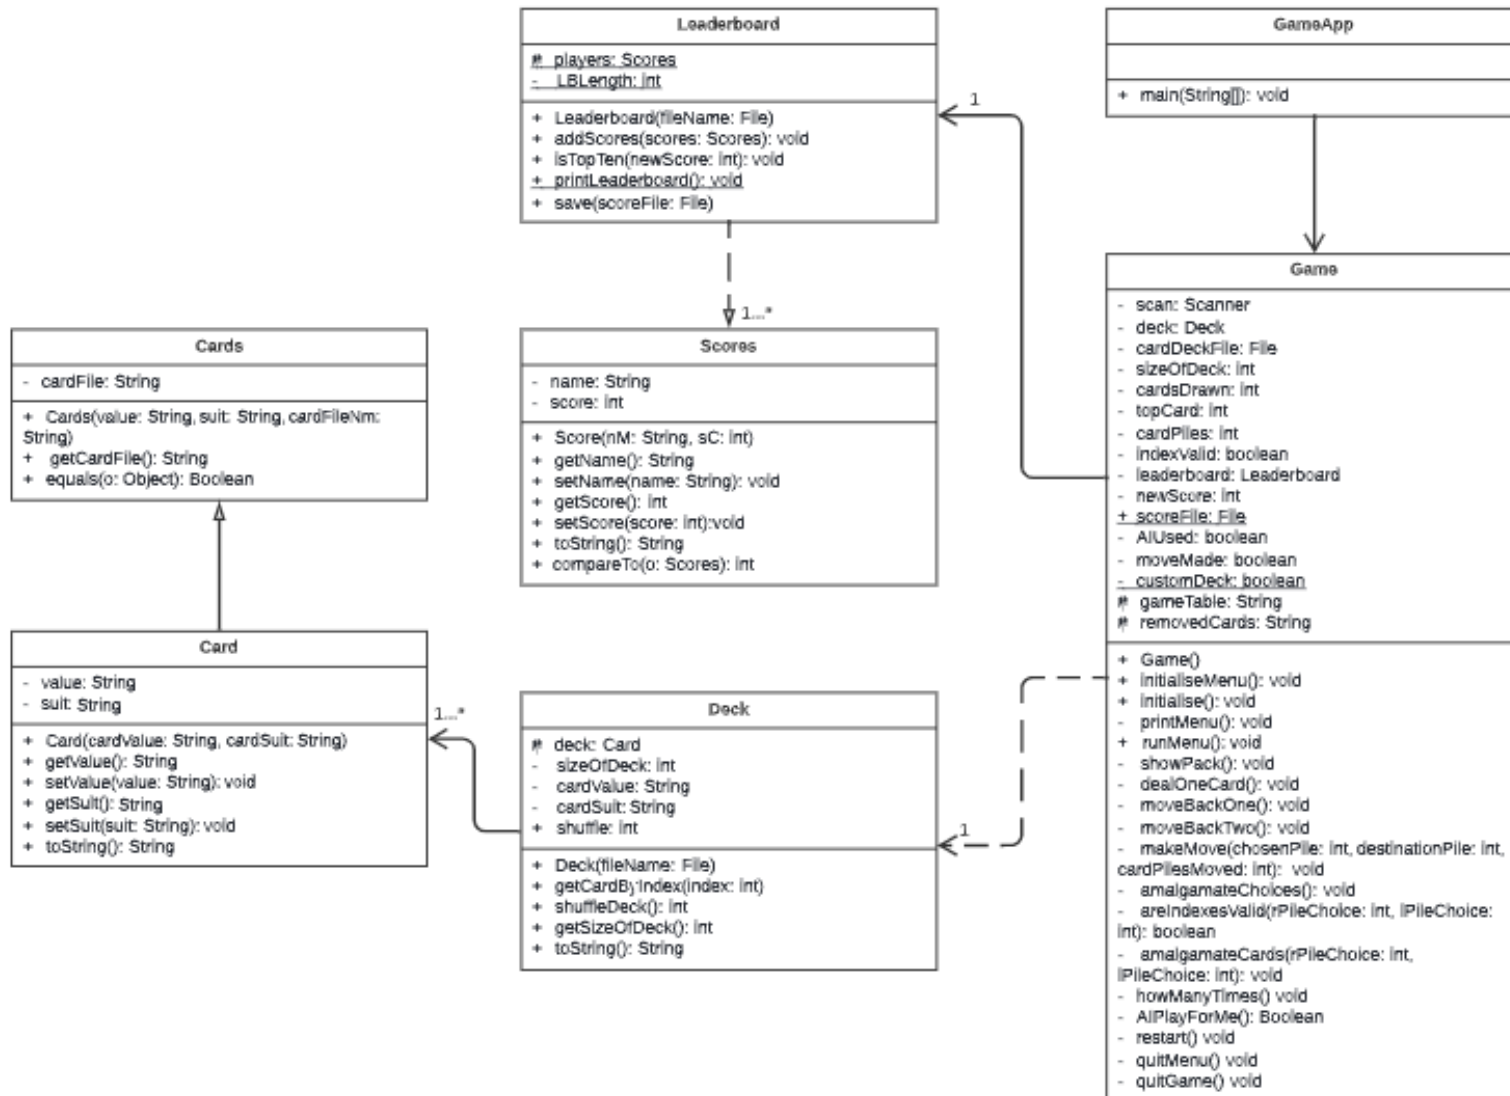 Leaderboard
# players: Scores
- LBLength: int
+ Leaderboard(fileName: File)
+ addScores(scores: Scores): void
+ isTopTen(newScore: int): void
+ printLeaderboard(): void
+ save(scoreFile: File)
1
GameApp
+ main(String[]): void
1...*
Cards
- cardFile: String
+ Cards(value: String, suit: String, cardFileNm:
String)
+ getCardFile(): String
+ equals(o: Object): Boolean
Scores
- name: String
- score: int
+ Score(nM: String, sC: int)
+ getName(): String
+ setName(name: String): void
+ getScore(): int
+ setScore(score: int):void
+ toString(): String
+ compareTo(o: Scores): int
Game
- scan: Scanner
- deck: Deck
- cardDeckFile: File
- sizeOfDeck: int
- cardsDrawn: int
- topCard: int
- cardPiles: int
- indexValid: boolean
- leaderboard: Leaderboard
- newScore: int
+ scoreFile: File
- AIUsed: boolean
- moveMade: boolean
- customDeck: boolean
# gameTable: String
# removedCards: String
+ Game()
+ initialiseMenu(): void
+ initialise(): void
- printMenu(): void
+ runMenu(): void
- showPack(): void
- dealOneCard(): void
- moveBackOne(): void
- moveBackTwo(): void
- makeMove(chosenPile: int, destinationPile: int,
cardPilesMoved: int): void
- amalgamateChoices(): void
- areIndexesValid(rPileChoice: int, lPileChoice:
int): boolean
- amalgamateCards(rPileChoice: int,
lPileChoice: int): void
- howManyTimes() void
- AIPlayForMe(): Boolean
- restart() void
- quitMenu() void
- quitGame() void
Card
- value: String
- suit: String
+ Card(cardValue: String, cardSuit: String)
+ getValue(): String
+ setValue(value: String): void
+ getSuit(): String
+ setSuit(suit: String): void
+ toString(): String
1...*
Deck
# deck: Card
- sizeOfDeck: int
- cardValue: String
- cardSuit: String
+ shuffle: int
+ Deck(fileName: File)
+ getCardByIndex(index: int)
+ shuffleDeck(): int
+ getSizeOfDeck(): int
+ toString(): String
1